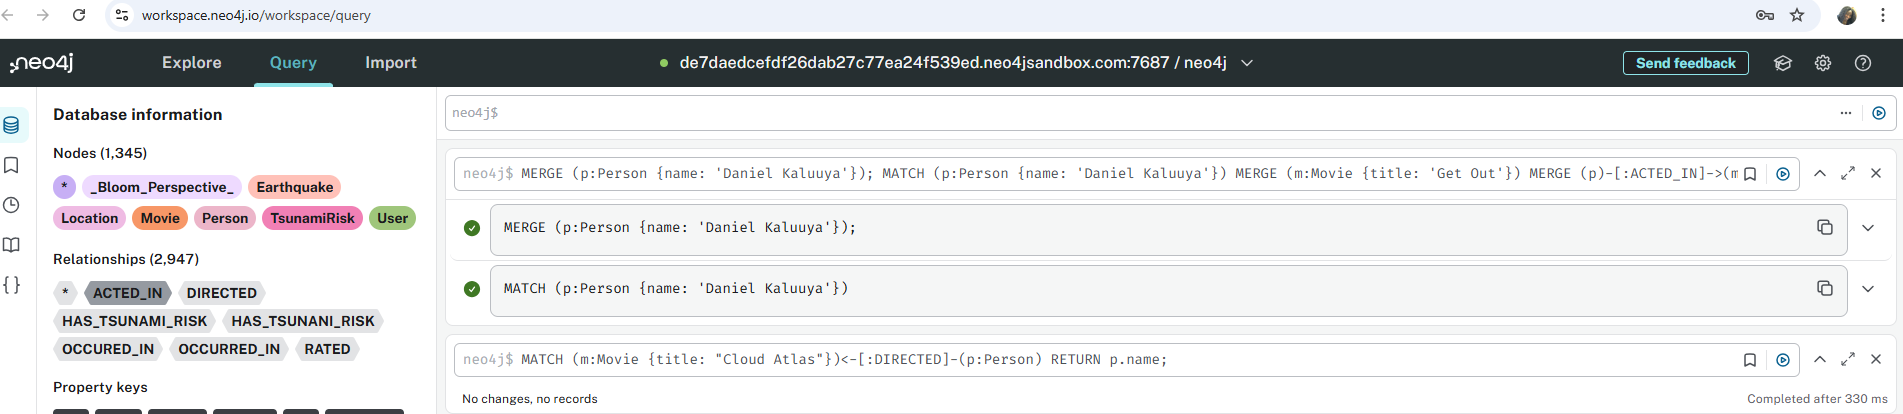 workspace.neo4j.io/workspace/query
neo4j
Explore
Query
Import
de7daedcefdf26dab27c77ea24f539ed.neo4jsandbox.com:7687 / neo4j
Send feedback
Database information
Nodes (1,345)
* _Bloom_Perspective_ Earthquake
Location Movie Person TsunamiRisk User
Relationships (2,947)
* ACTED_IN DIRECTED
HAS_TSUNAMI_RISK HAS_TSUNANI_RISK
OCCURED_IN OCCURRED_IN RATED
Property keys
neo4j$
neo4j$ MERGE (p:Person {name: 'Daniel Kaluuya'}); MATCH (p:Person {name: 'Daniel Kaluuya'}) MERGE (m:Movie {title: 'Get Out'}) MERGE (p)-[:ACTED_IN]->(m
MERGE (p:Person {name: 'Daniel Kaluuya'});
MATCH (p:Person {name: 'Daniel Kaluuya'})
neo4j$ MATCH (m:Movie {title: "Cloud Atlas"})<-[:DIRECTED]-(p:Person) RETURN p.name;
No changes, no records
Completed after 330 ms